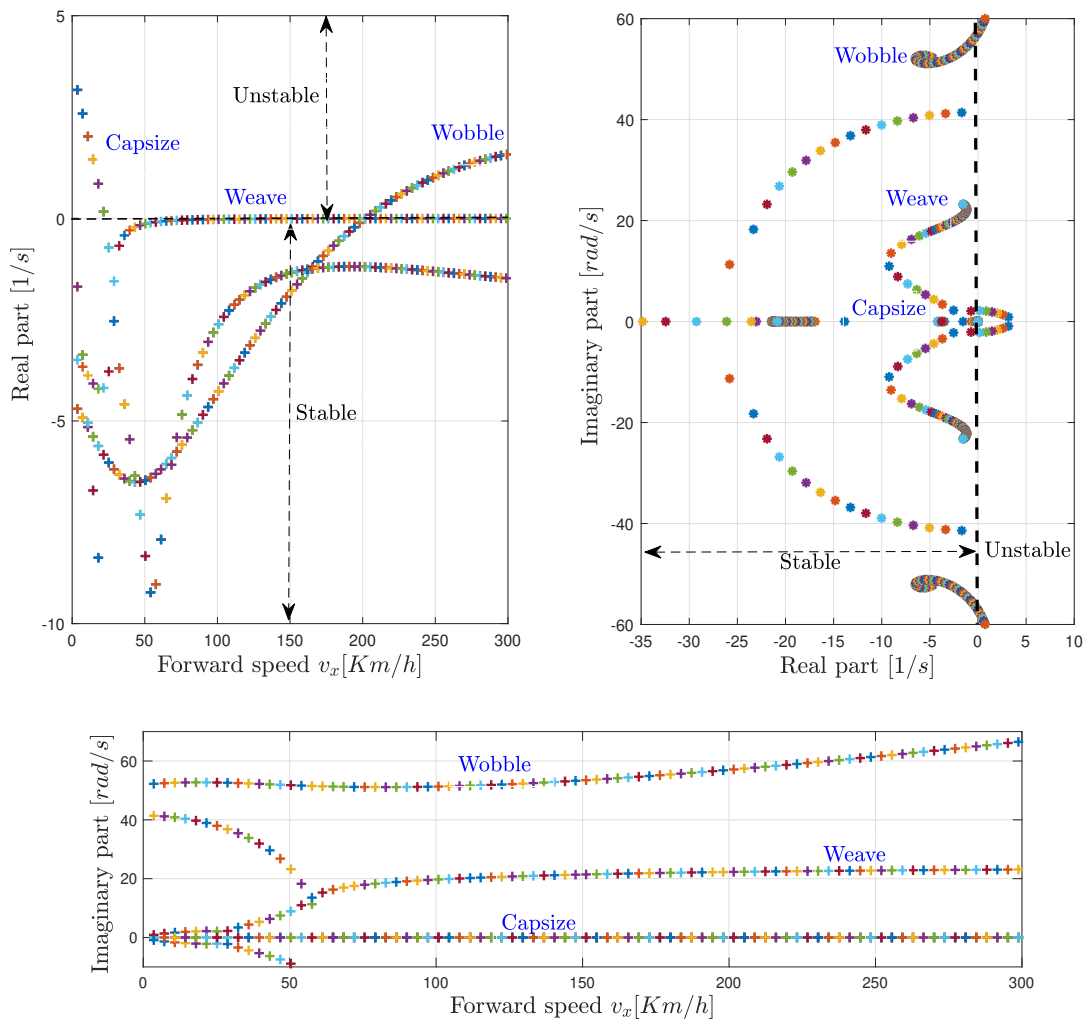 5
0
-5
-10
0
50
100
150
200
250
300
Real part [1/s]
Forward speed v_x[Km/h]
Capsize
Weave
Wobble
Unstable
Stable
60
40
20
0
-20
-40
-60
-35
-30
-25
-20
-15
-10
-5
0
5
10
Imaginary part [rad/s]
Real part [1/s]
Wobble
Weave
Capsize
Stable
Unstable
60
40
20
0
0
50
100
150
200
250
300
Imaginary part [rad/s]
Forward speed v_x[Km/h]
Wobble
Weave
Capsize